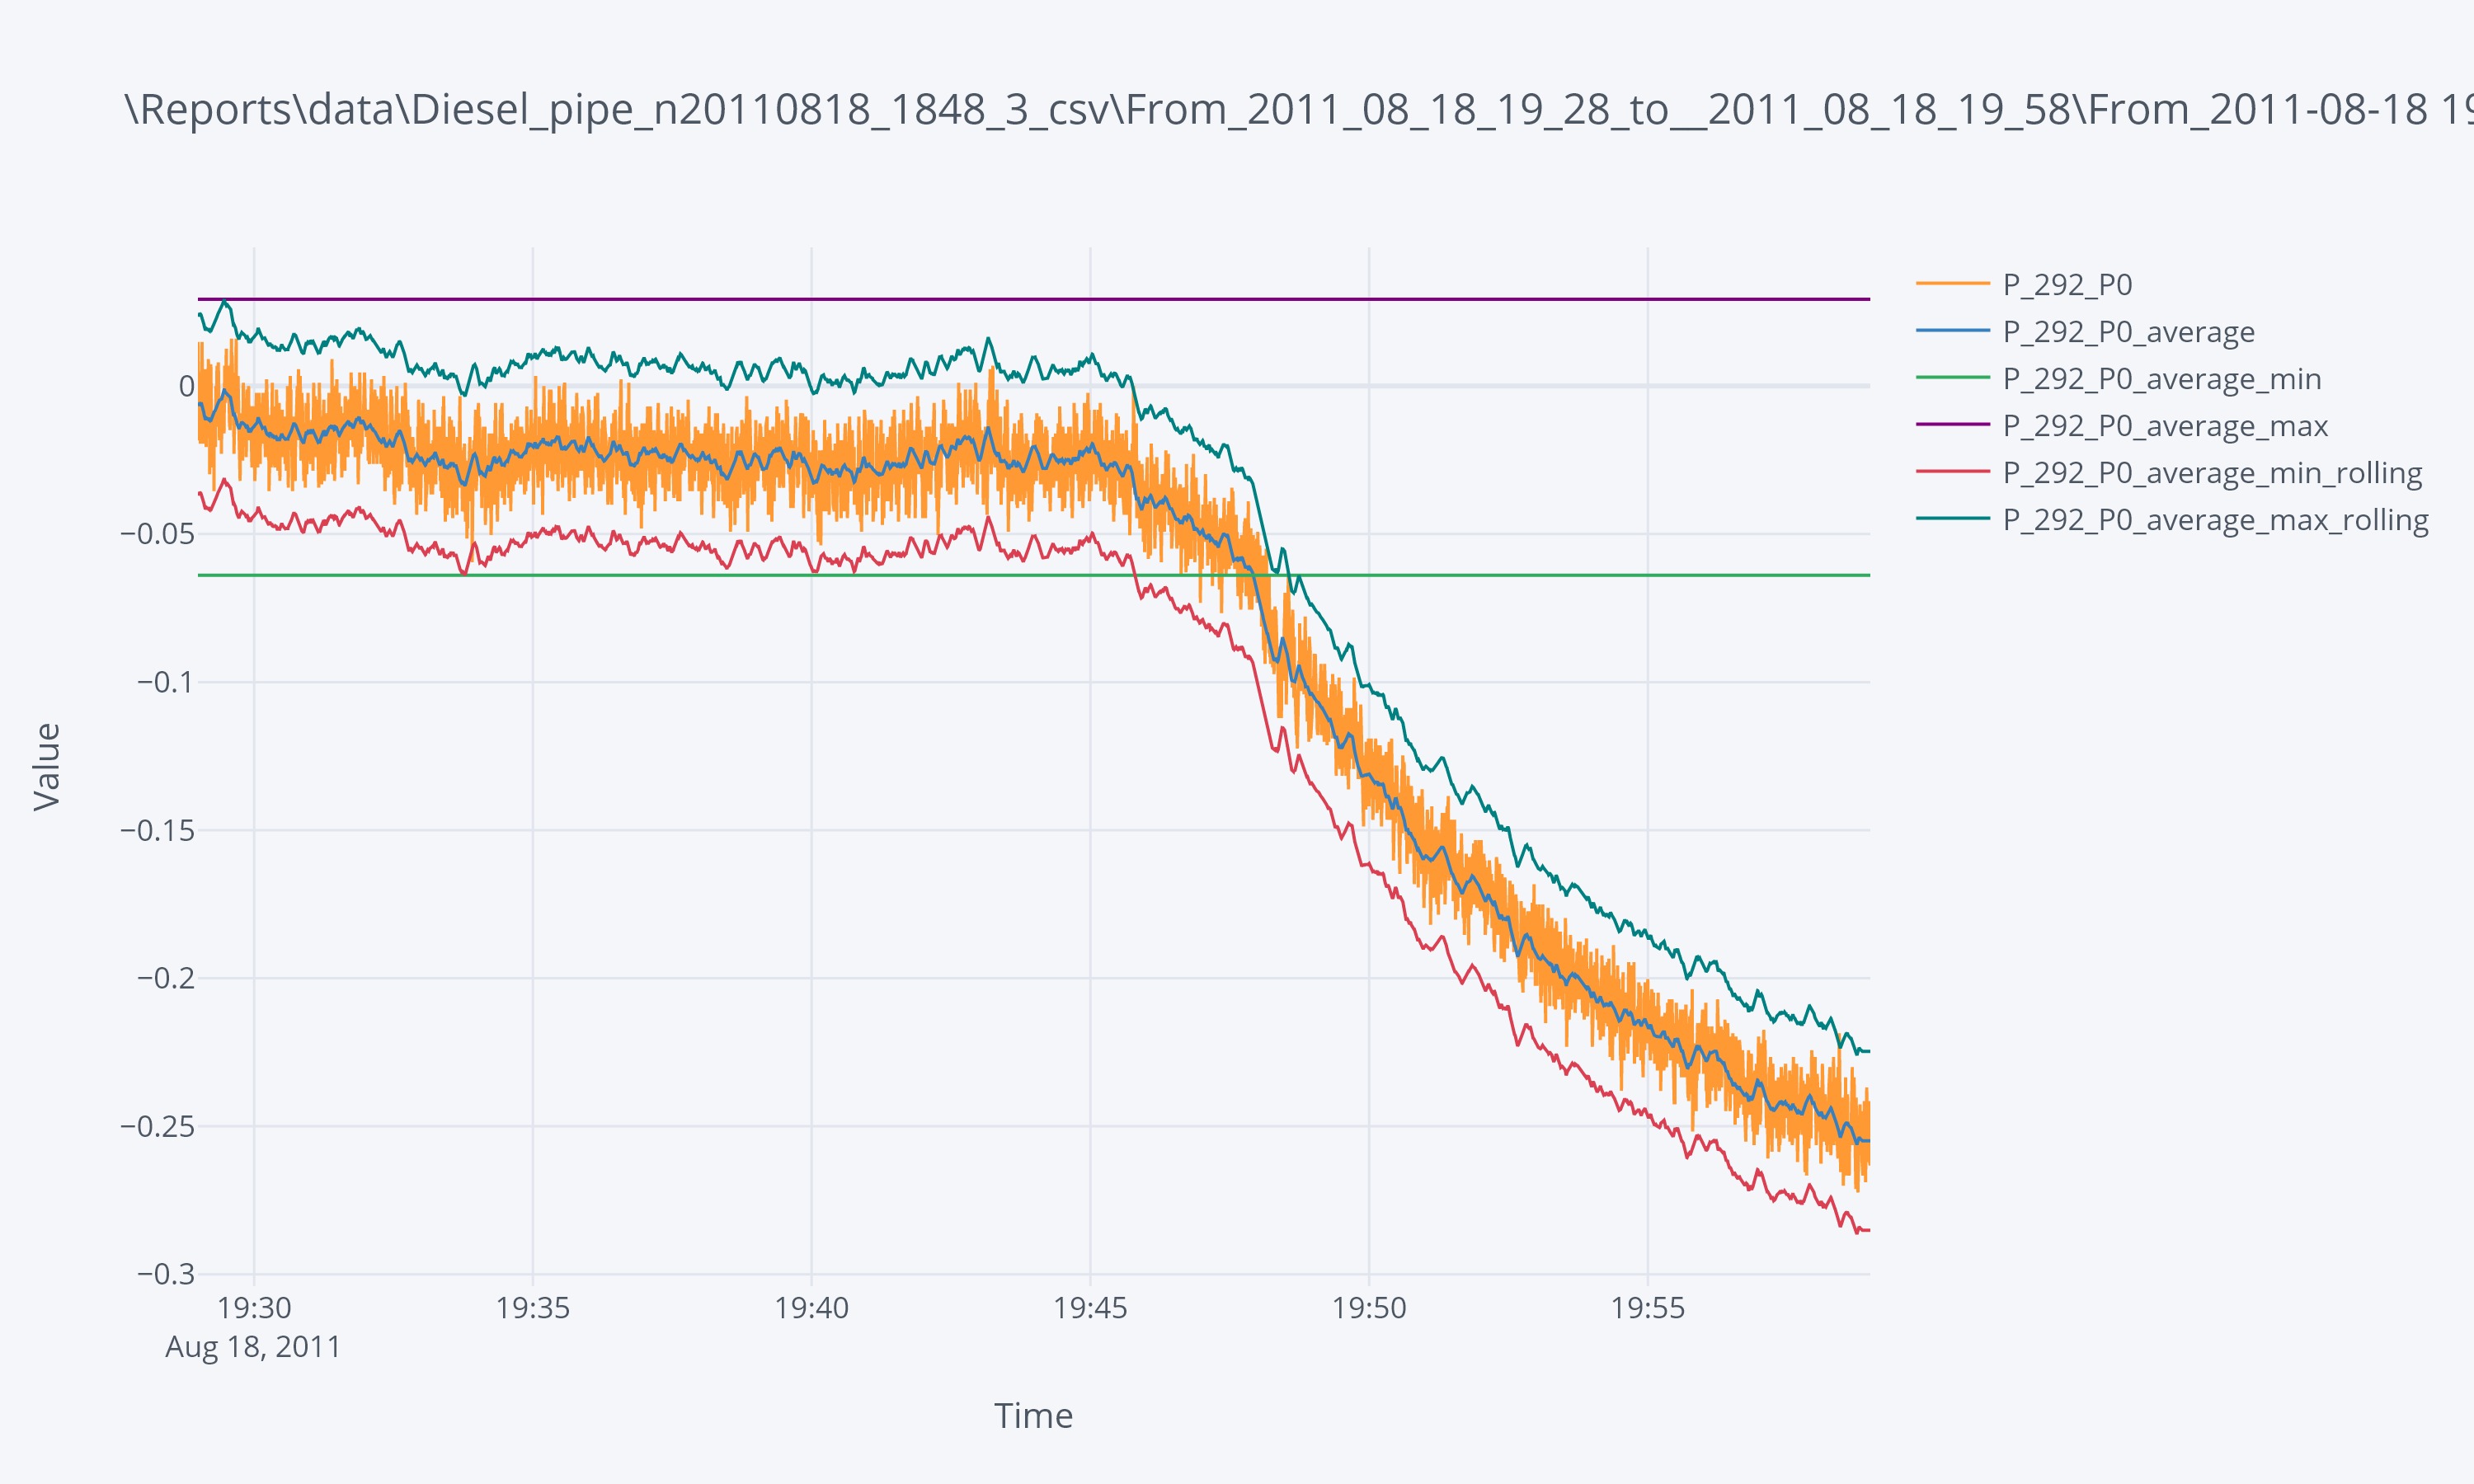 \Reports\data\Diesel_pipe_n20110818_1848_3_csv\From_2011_08_18_19_28_to__2011_08_18_19_58\From_2011-08-18 19
P_292_P0
P_292_P0_average
P_292_P0_average_min
P_292_P0_average_max
P_292_P0_average_min_rolling
P_292_P0_average_max_rolling
Value
0
−0.05
−0.1
−0.15
−0.2
−0.25
−0.3
19:30 19:35 19:40 19:45 19:50 19:55
Aug 18, 2011
Time